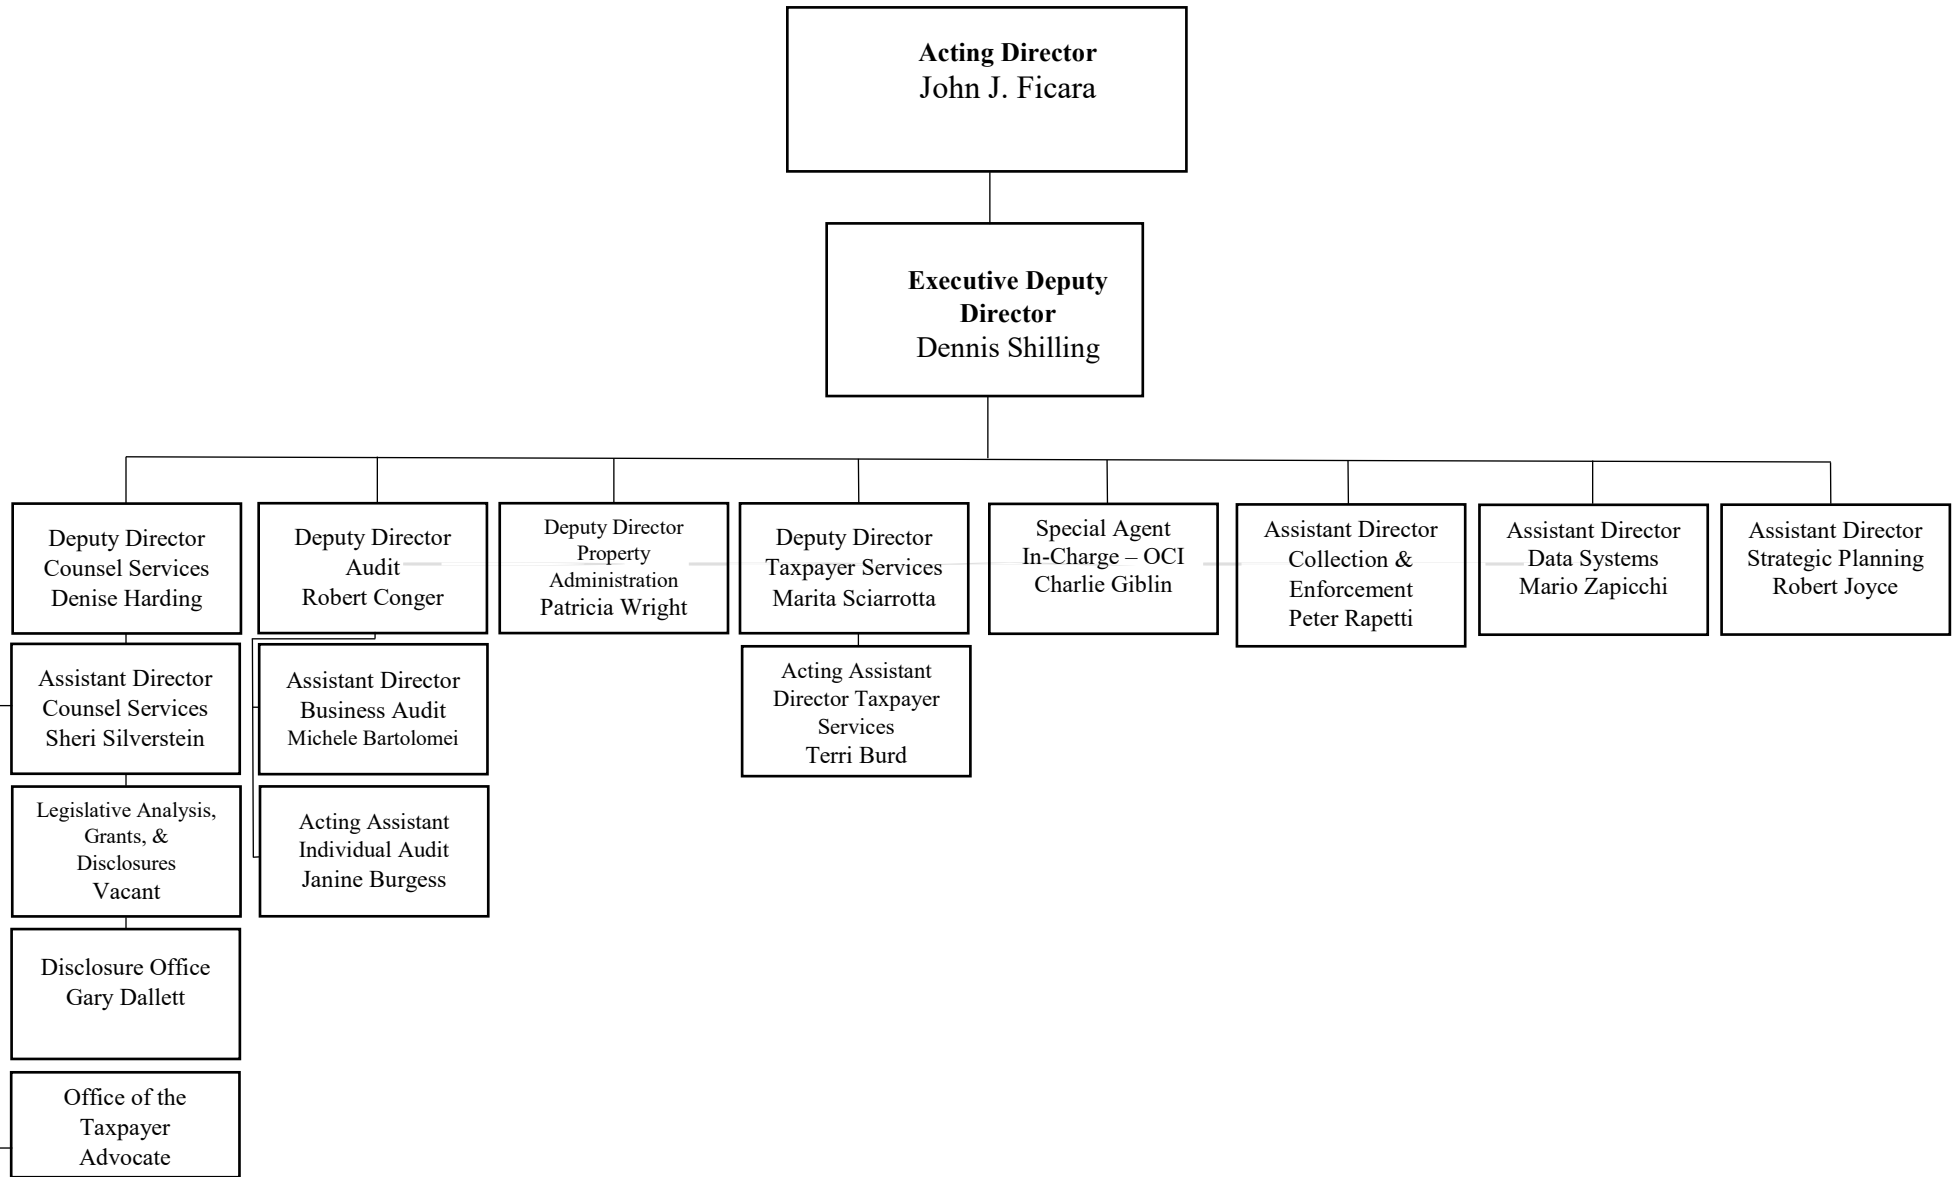 Acting Director
John J. Ficara
Executive Deputy
Director
Dennis Shilling
Deputy Director
Counsel Services
Denise Harding
Deputy Director
Audit
Robert Conger
Deputy Director
Property
Administration
Patricia Wright
Deputy Director
Taxpayer Services
Marita Sciarrotta
Special Agent
In-Charge – OCI
Charlie Giblin
Assistant Director
Collection &
Enforcement
Peter Rapetti
Assistant Director
Data Systems
Mario Zapicchi
Assistant Director
Strategic Planning
Robert Joyce
Assistant Director
Counsel Services
Sheri Silverstein
Assistant Director
Business Audit
Michele Bartolomei
Acting Assistant
Director Taxpayer
Services
Terri Burd
Legislative Analysis,
Grants, &
Disclosures
Vacant
Acting Assistant
Individual Audit
Janine Burgess
Disclosure Office
Gary Dallett
Office of the
Taxpayer
Advocate